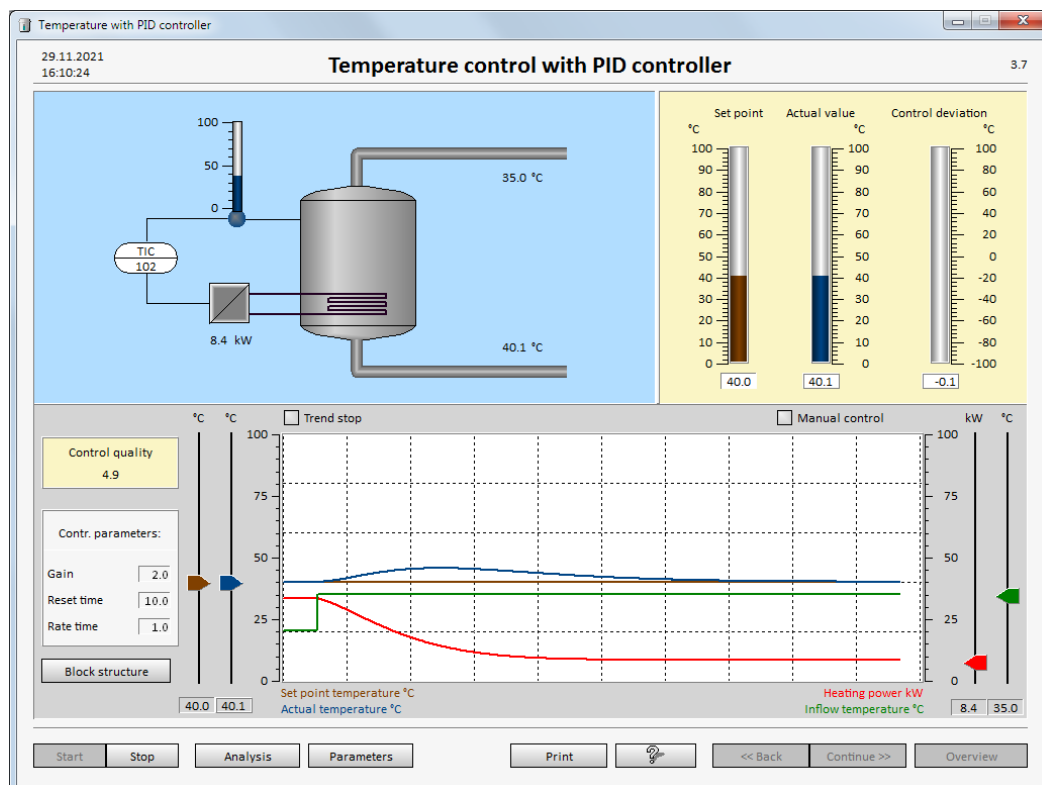 Temperature with PID controller
29.11.2021
16:10:24
Temperature control with PID controller
3.7
100
50
0
35.0 °C
TIC
102
8.4 kW
40.1 °C
Set point Actual value Control deviation
°C °C °C
100 100 100
90 90 80
80 80 60
70 70 40
60 60 20
50 50 0
40 40 -20
30 30 -40
20 20 -60
10 10 -80
0 0 -100
40.0 40.1 -0.1
°C °C Trend stop Manual control kW °C
Control quality
4.9
Contr. parameters:
Gain 2.0
Reset time 10.0
Rate time 1.0
Block structure
100 100
75 75
50 50
25 25
0 0
40.0 40.1
Set point temperature °C Heating power kW
Actual temperature °C Inflow temperature °C
8.4 35.0
Start Stop Analysis Parameters Print ? << Back Continue >> Overview